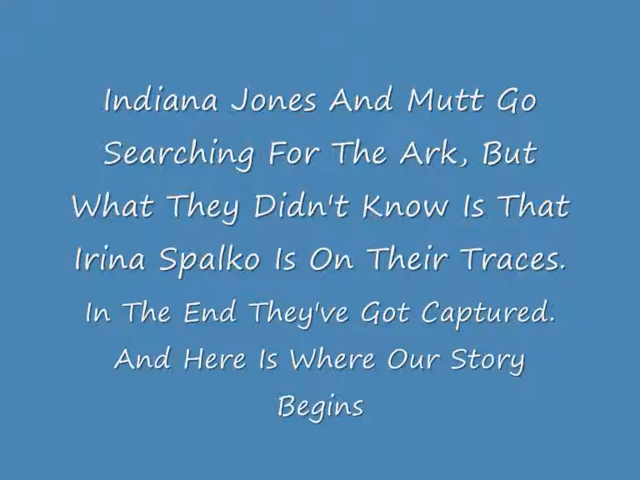 Indiana Jones And Mutt Go
Searching For The Ark, But
What They Didn't Know Is That
Irina Spalko Is On Their Traces.
In The End They've Got Captured.
And Here Is Where Our Story
Begins